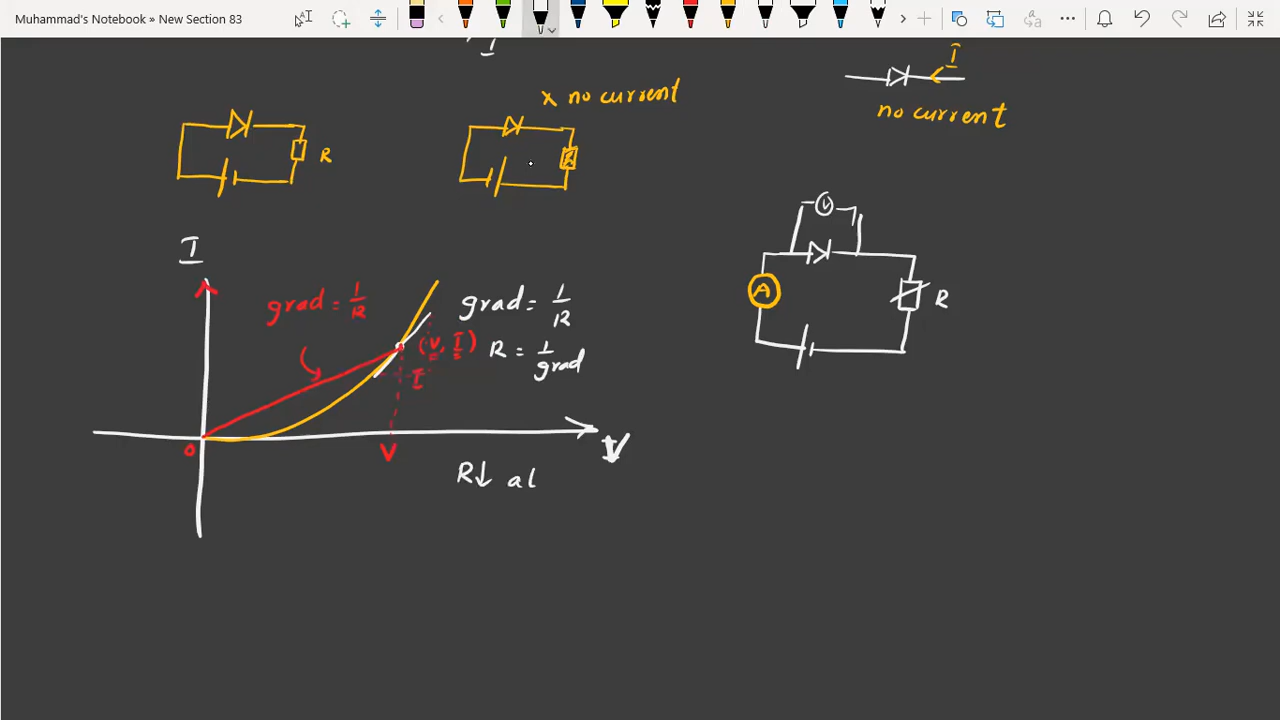 Muhammad's Notebook » New Section 83
I
I
x no current
no current
R
V
I
grad = 1/R
grad = 1/R
(V, I)
R = 1/grad
I
A
R
0
V
V
R↓ al